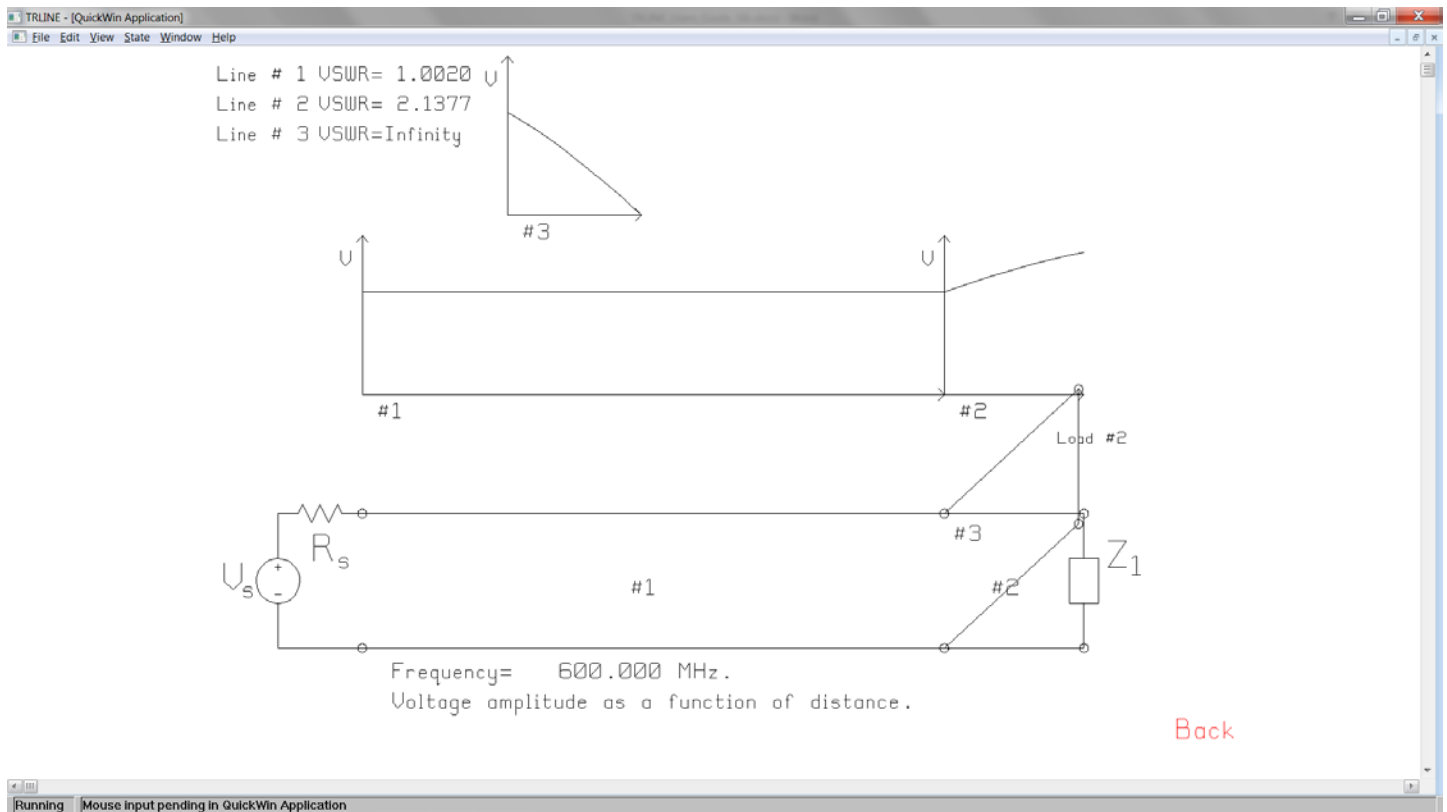 TRLINE - [QuickWin Application]
File Edit View State Window Help
Line # 1 VSWR= 1.0020
Line # 2 VSWR= 2.1377
Line # 3 VSWR=Infinity
V
#3
V
V
#1
#2
Load #2
Rs
#3
Z1
Vs
+
-
#1
#2
Frequency= 600.000 MHz.
Voltage amplitude as a function of distance.
Back
Running Mouse input pending in QuickWin Application